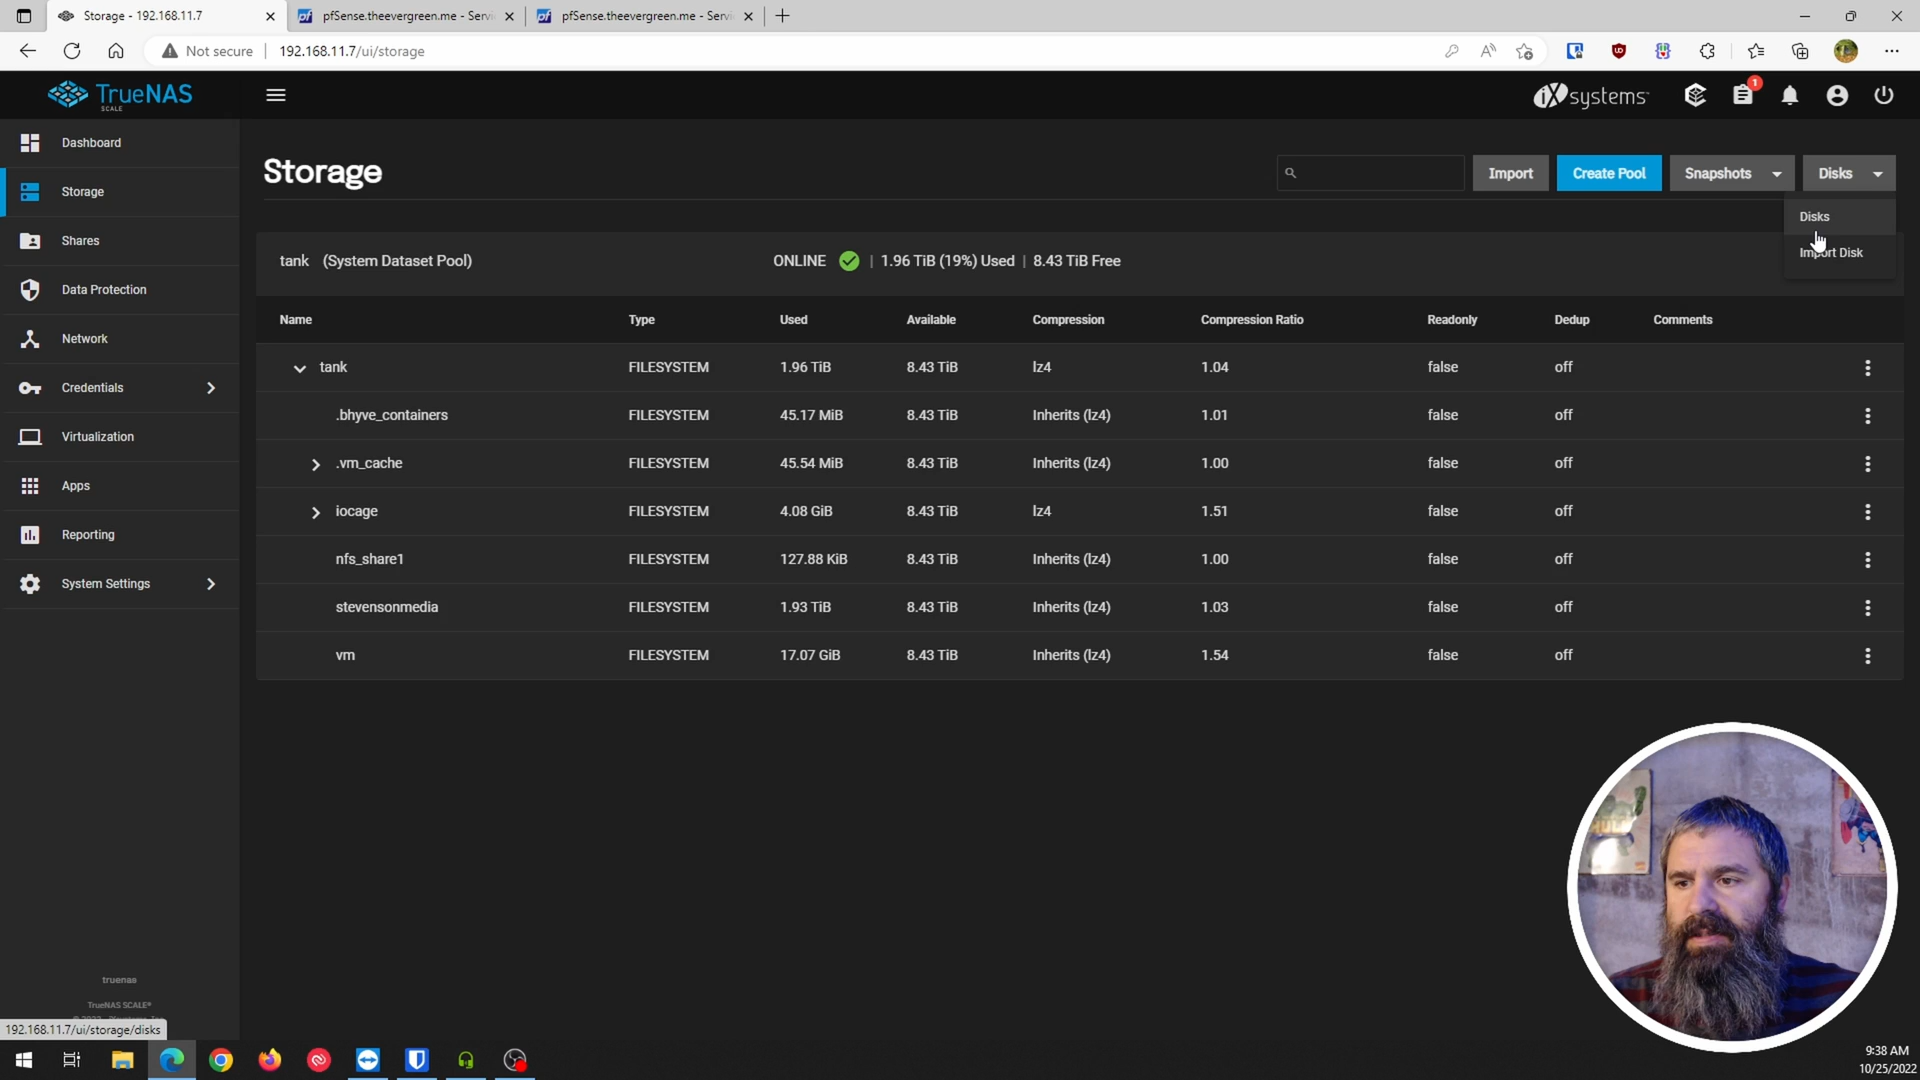 Storage - 192.168.11.7
pfSense.theevergreen.me - Servi
pfSense.theevergreen.me - Servi
Not secure
192.168.11.7/ui/storage
TrueNAS
SCALE
iXsystems
1
Dashboard
Storage
Shares
Data Protection
Network
Credentials
Virtualization
Apps
Reporting
System Settings
Storage
Import
Create Pool
Snapshots
Disks
Disks
Import Disk
tank (System Dataset Pool)
ONLINE | 1.96 TiB (19%) Used | 8.43 TiB Free
Name Type Used Available Compression Compression Ratio Readonly Dedup Comments
tank FILESYSTEM 1.96 TiB 8.43 TiB lz4 1.04 false off
.bhyve_containers FILESYSTEM 45.17 MiB 8.43 TiB Inherits (lz4) 1.01 false off
.vm_cache FILESYSTEM 45.54 MiB 8.43 TiB Inherits (lz4) 1.00 false off
iocage FILESYSTEM 4.08 GiB 8.43 TiB lz4 1.51 false off
nfs_share1 FILESYSTEM 127.88 KiB 8.43 TiB Inherits (lz4) 1.00 false off
stevensonmedia FILESYSTEM 1.93 TiB 8.43 TiB Inherits (lz4) 1.03 false off
vm FILESYSTEM 17.07 GiB 8.43 TiB Inherits (lz4) 1.54 false off
truenas
TrueNAS SCALE®
192.168.11.7/ui/storage/disks
9:38 AM
10/25/2022